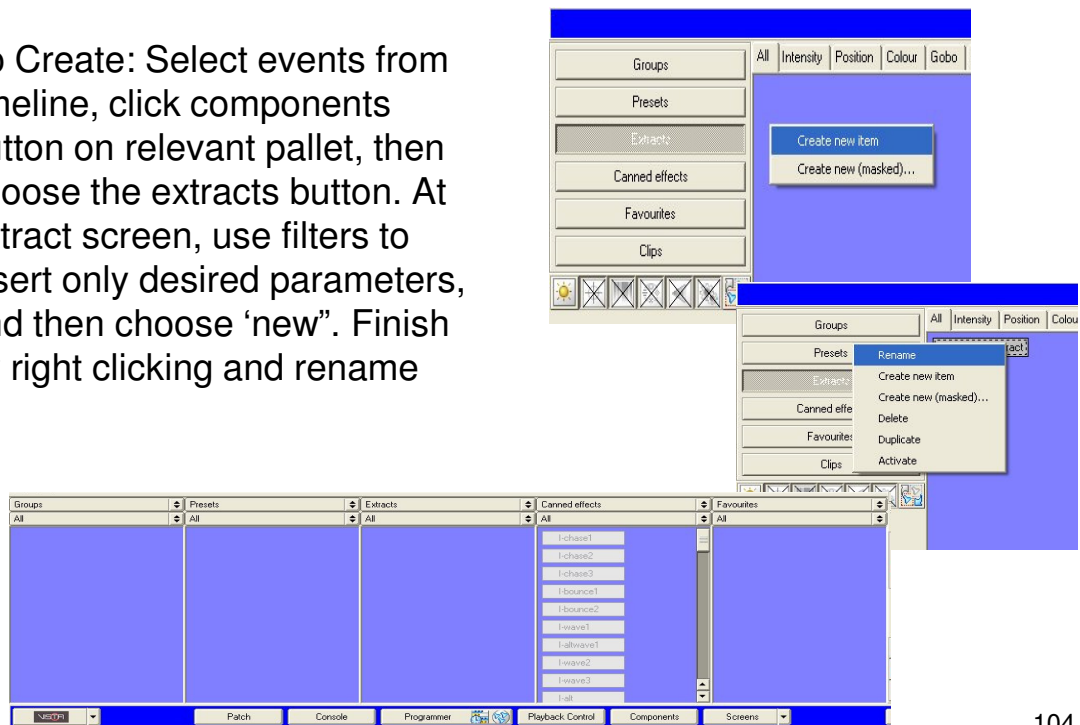 o Create: Select events from
meline, click components
utton on relevant pallet, then
oose the extracts button. At
tract screen, use filters to
sert only desired parameters,
nd then choose ‘new”. Finish
right clicking and rename
Groups
Presets
Extracts
Canned effects
Favourites
Clips
All Intensity Position Colour Gobo
Create new item
Create new (masked)...
Groups
Presets
Extracts
Canned effe
Favourites
Clips
All Intensity Position Colou
act
Rename
Create new item
Create new (masked)...
Delete
Duplicate
Activate
Groups Presets Extracts Canned effects Favourites
All All All All All
I-chase1
I-chase2
I-chase3
I-bounce1
I-bounce2
I-wave1
I-altwave1
I-wave2
I-wave3
I-alt
VISTA Patch Console Programmer Playback Control Components Screens
104